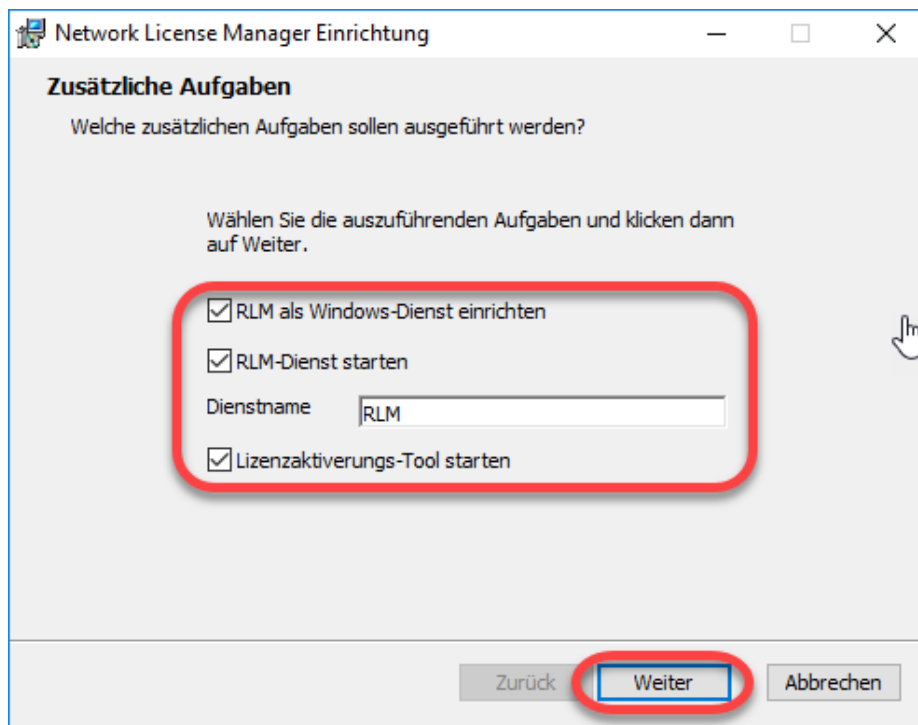 Network License Manager Einrichtung
Zusätzliche Aufgaben
Welche zusätzlichen Aufgaben sollen ausgeführt werden?
Wählen Sie die auszuführenden Aufgaben und klicken dann
auf Weiter.
RLM als Windows-Dienst einrichten
RLM-Dienst starten
Dienstname RLM
Lizenzaktiverungs-Tool starten
Zurück Weiter Abbrechen